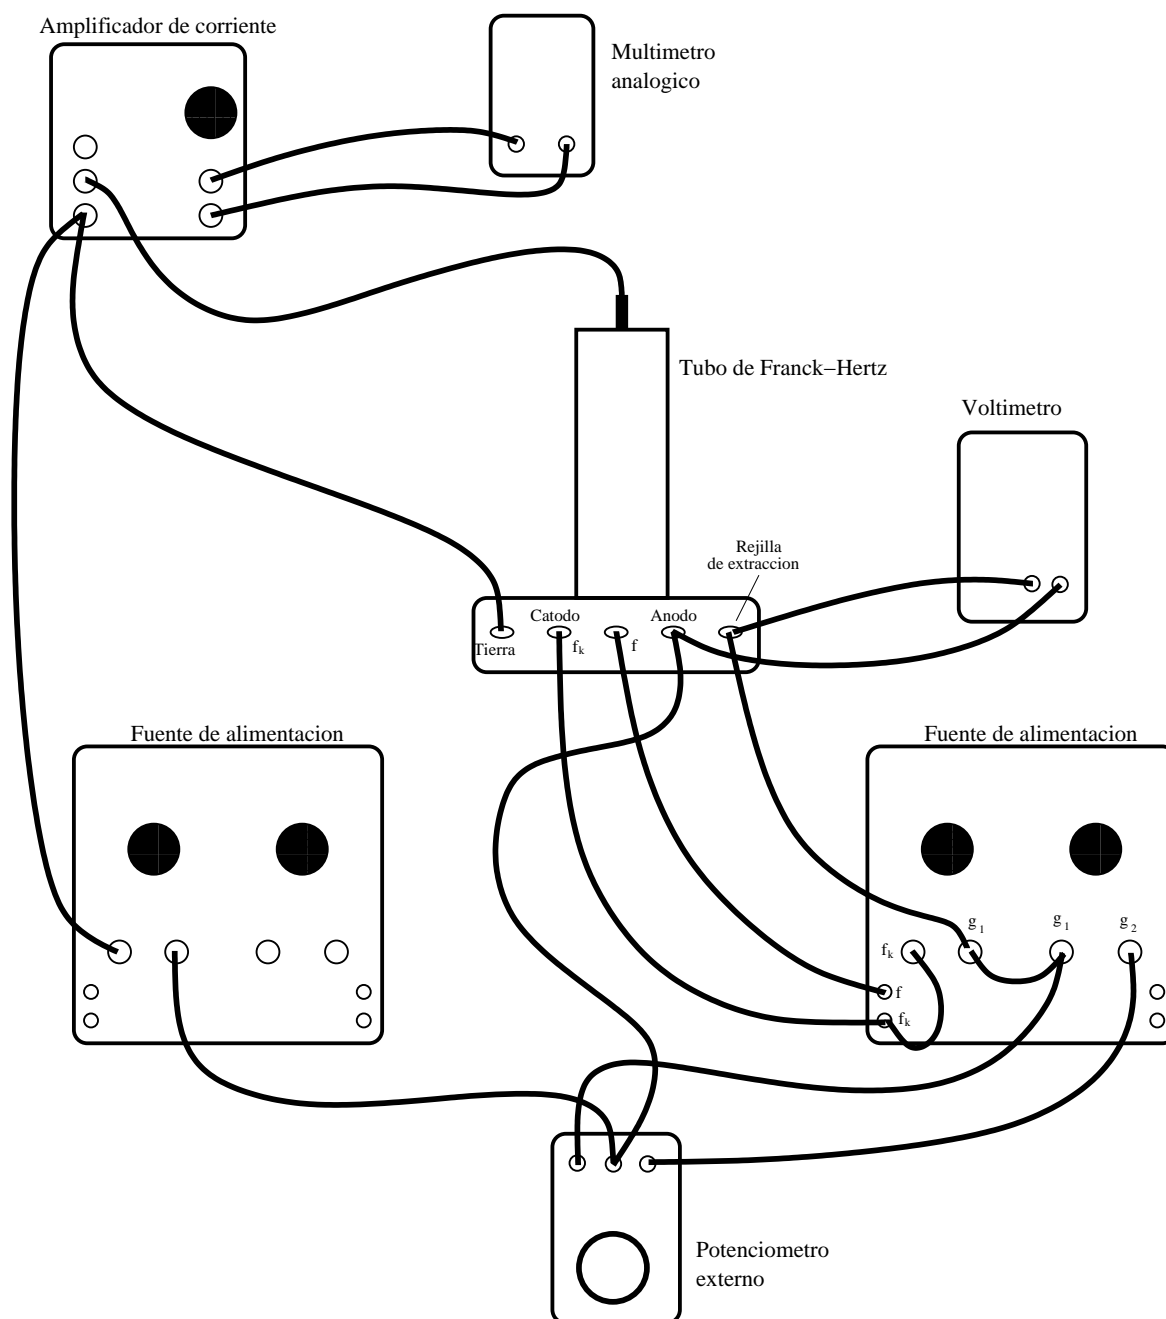 Amplificador de corriente
Multimetro
analogico
Tubo de Franck−Hertz
Voltimetro
Rejilla
de extraccion
Catodo
Anodo
Tierra
fk
f
Fuente de alimentacion
Fuente de alimentacion
g1
g1
g2
fk
f
fk
Potenciometro
externo